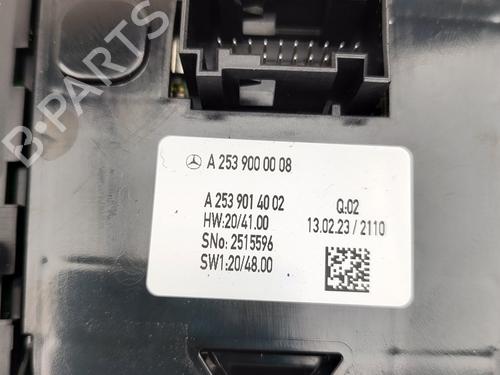 B-PARTS
A 253 900 00 08
A 253 901 40 02
Q:02
HW:20/41.00
13.02.23 / 2110
SNo: 2515596
SW1:20/48.00